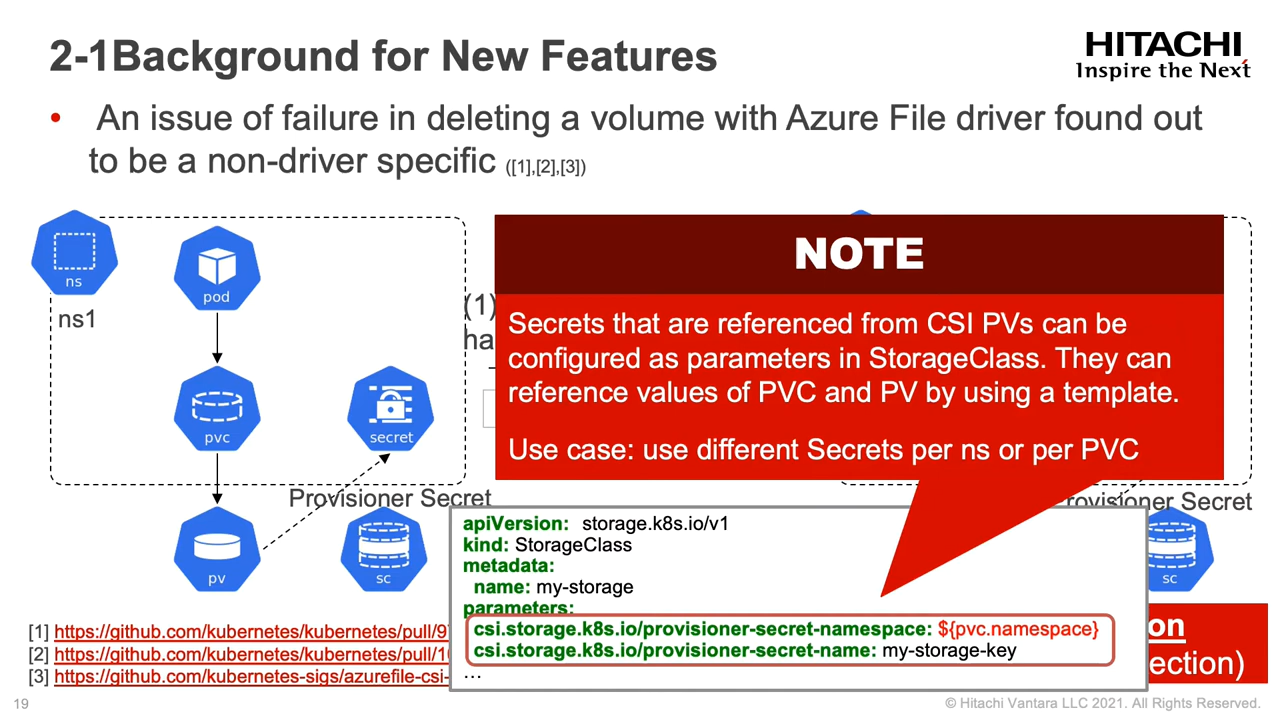 2-1Background for New Features
HITACHI
Inspire the Next
• An issue of failure in deleting a volume with Azure File driver found out
to be a non-driver specific ([1],[2],[3])
ns
ns1
pod
pvc
secret
Provisioner Secret
pv
sc
(1)
NOTE
Secrets that are referenced from CSI PVs can be
configured as parameters in StorageClass. They can
reference values of PVC and PV by using a template.
Use case: use different Secrets per ns or per PVC
Provisioner Secret
sc
apiVersion: storage.k8s.io/v1
kind: StorageClass
metadata:
name: my-storage
parameters:
csi.storage.k8s.io/provisioner-secret-namespace: ${pvc.namespace}
csi.storage.k8s.io/provisioner-secret-name: my-storage-key
...
[1] https://github.com/kubernetes/kubernetes/pull/9
[2] https://github.com/kubernetes/kubernetes/pull/1
[3] https://github.com/kubernetes-sigs/azurefile-csi-
on
ection)
19
© Hitachi Vantara LLC 2021. All Rights Reserved.